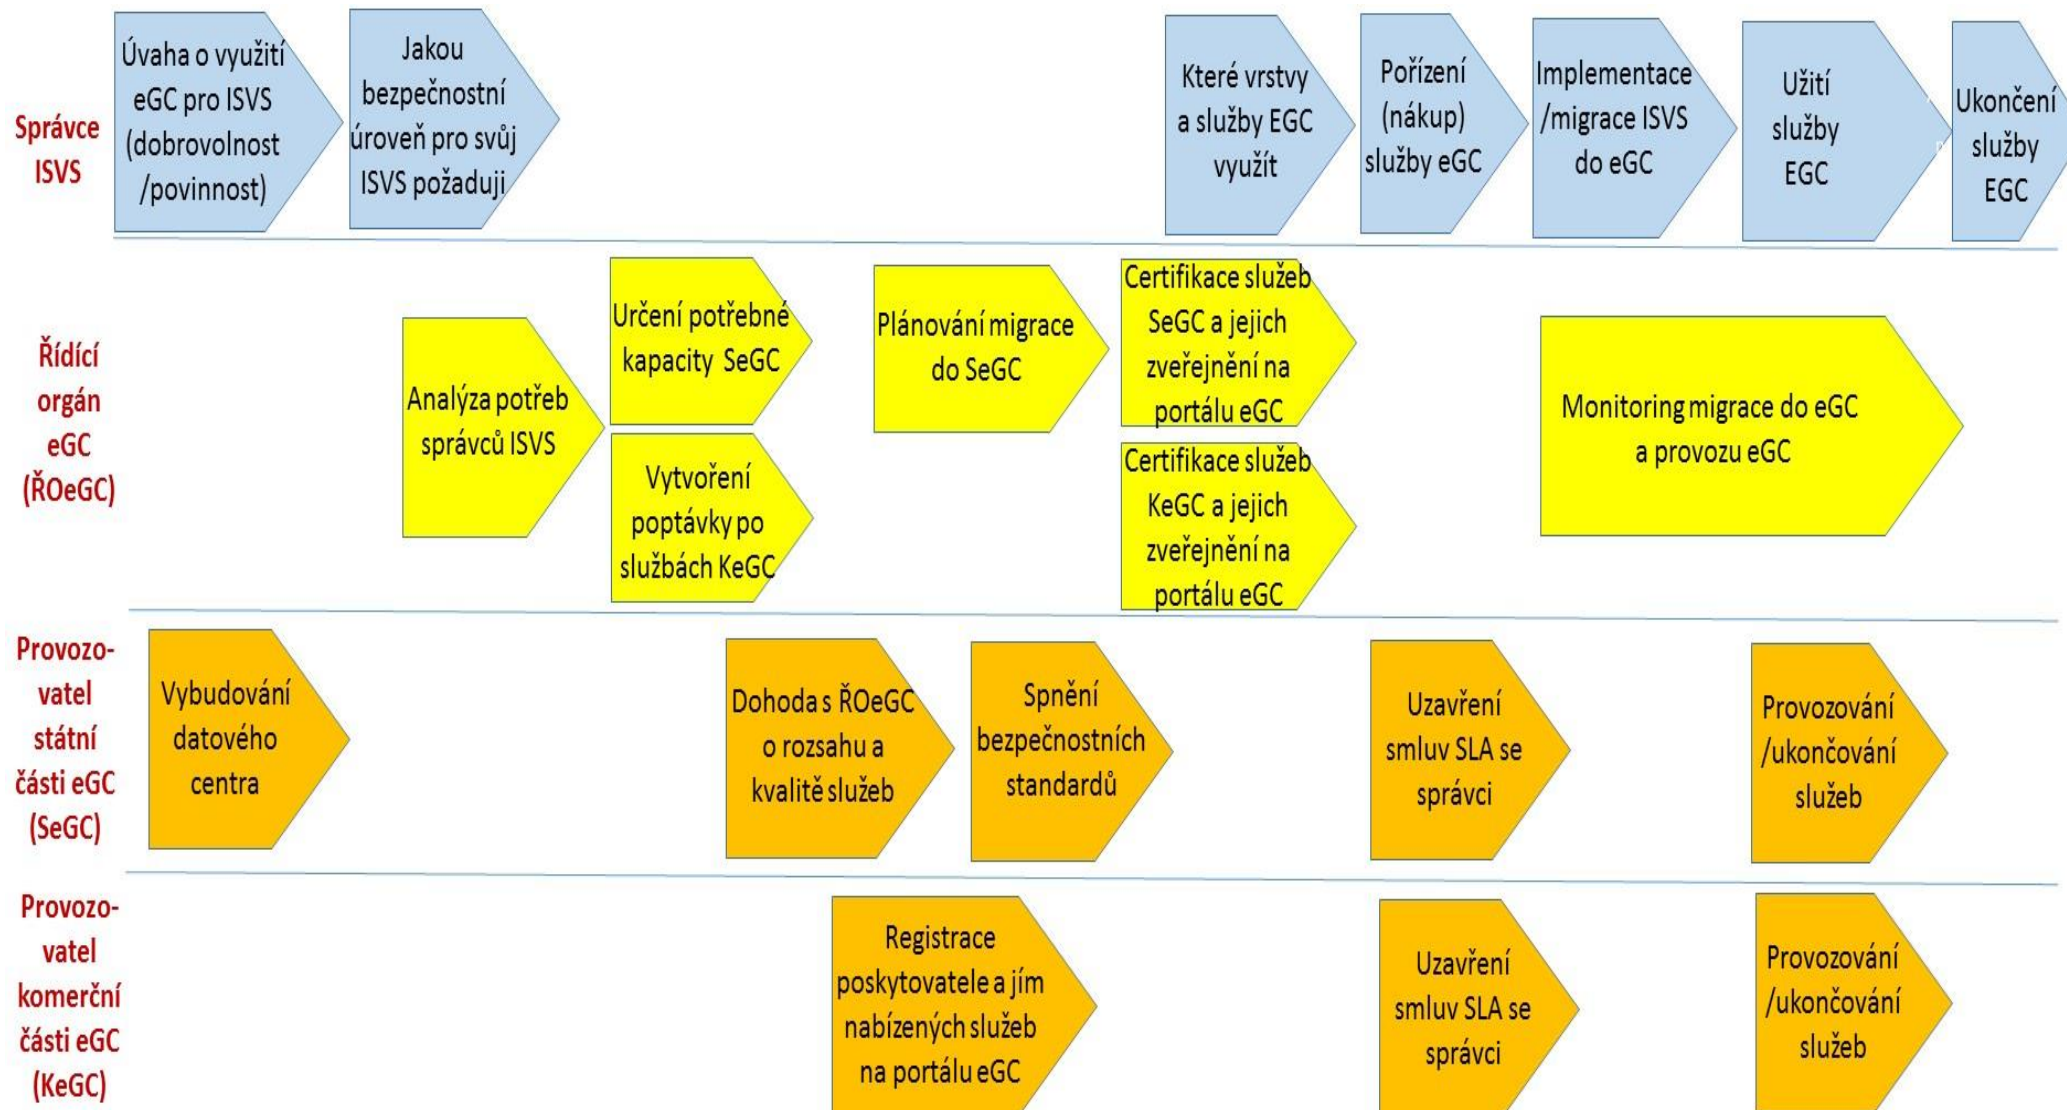 Správce
ISVS
Úvaha o využití
eGC pro ISVS
(dobrovolnost
/povinnost)
Jakou
bezpečnostní
úroveň pro svůj
ISVS požaduji
Které vrstvy
a služby EGC
využít
Pořízení
(nákup)
služby eGC
Implementace
/migrace ISVS
do eGC
Užití
služby
EGC
Ukončení
služby
EGC
Řídící
orgán
eGC
(ŘOeGC)
Analýza potřeb
správců ISVS
Určení potřebné
kapacity SeGC
Vytvoření
poptávky po
službách KeGC
Plánování migrace
do SeGC
Certifikace služeb
SeGC a jejich
zveřejnění na
portálu eGC
Certifikace služeb
KeGC a jejich
zveřejnění na
portálu eGC
Monitoring migrace do eGC
a provozu eGC
Provozo-
vatel
státní
části eGC
(SeGC)
Vybudování
datového
centra
Dohoda s ŘOeGC
o rozsahu a
kvalitě služeb
Spnění
bezpečnostních
standardů
Uzavření
smluv SLA se
správci
Provozování
/ukončování
služeb
Provozo-
vatel
komerční
části eGC
(KeGC)
Registrace
poskytovatele a jím
nabízených služeb
na portálu eGC
Uzavření
smluv SLA se
správci
Provozování
/ukončování
služeb